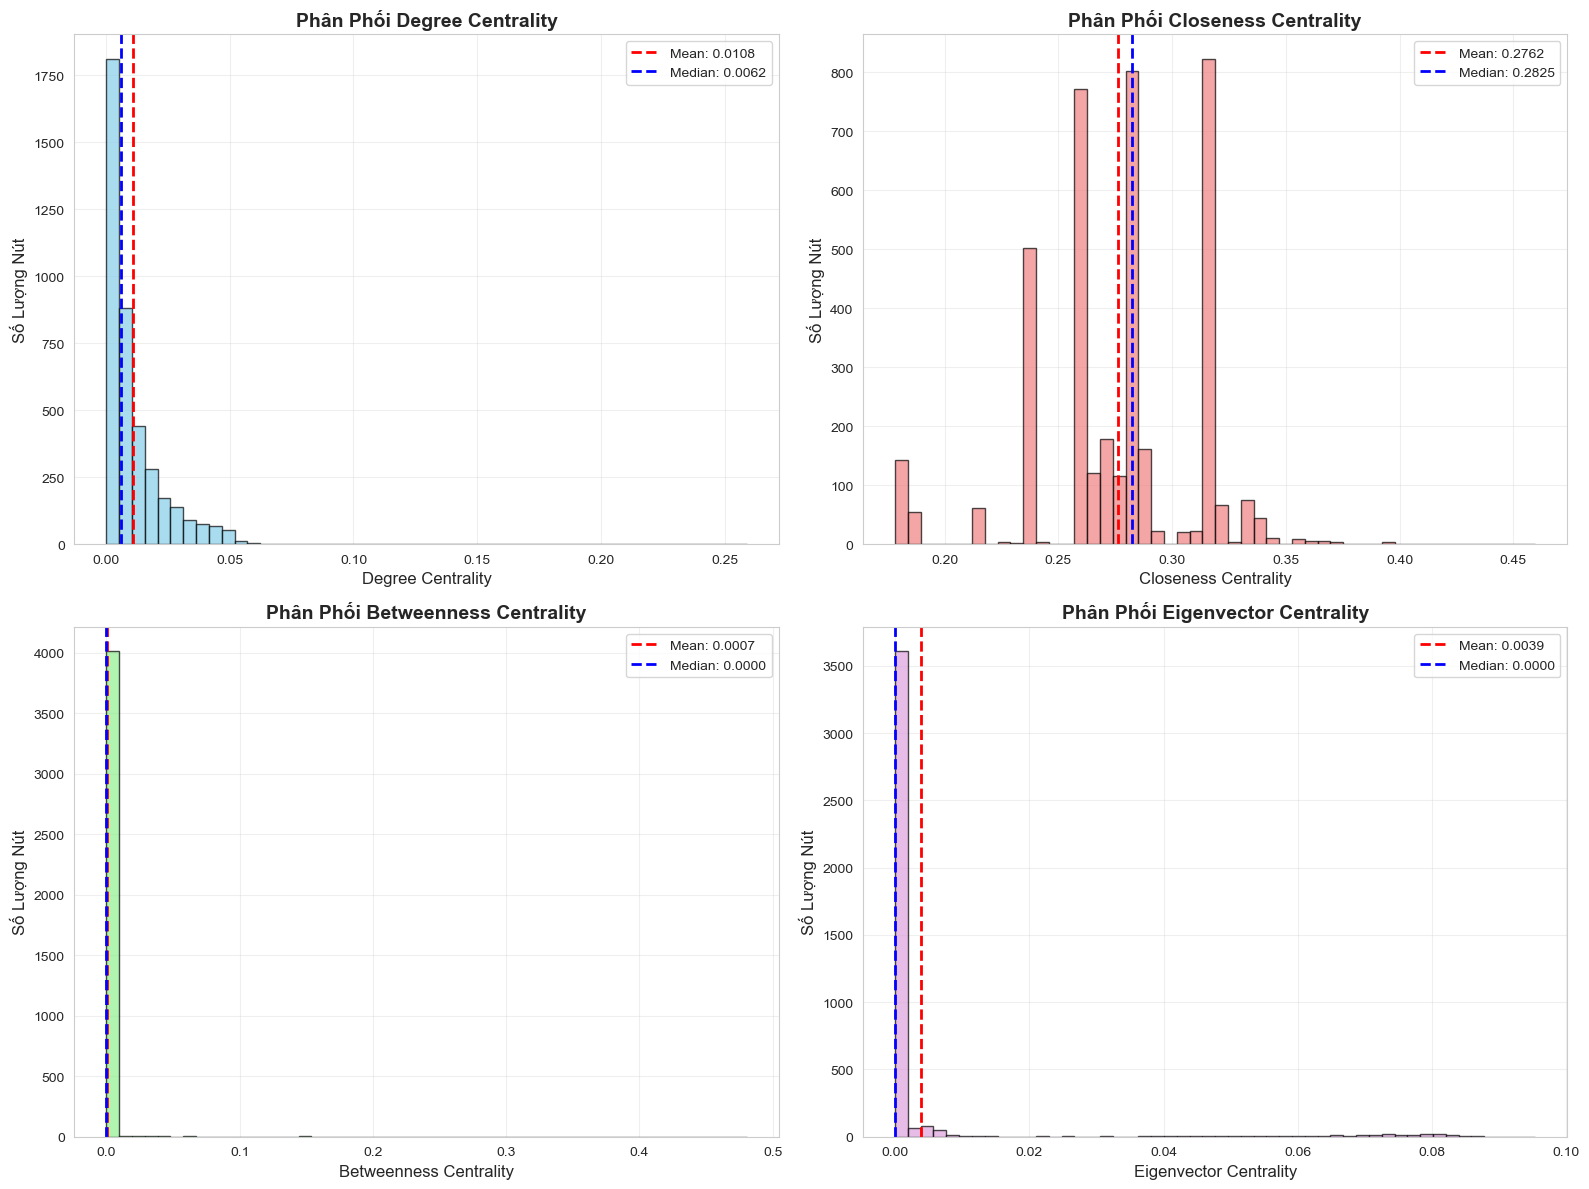 Phân Phối Degree Centrality
Mean: 0.0108
Median: 0.0062
Số Lượng Nút
1750
1500
1250
1000
750
500
250
0
0.00 0.05 0.10 0.15 0.20 0.25
Degree Centrality
Phân Phối Closeness Centrality
Mean: 0.2762
Median: 0.2825
Số Lượng Nút
800
700
600
500
400
300
200
100
0
0.20 0.25 0.30 0.35 0.40 0.45
Closeness Centrality
Phân Phối Betweenness Centrality
Mean: 0.0007
Median: 0.0000
Số Lượng Nút
4000
3500
3000
2500
2000
1500
1000
500
0
0.0 0.1 0.2 0.3 0.4 0.5
Betweenness Centrality
Phân Phối Eigenvector Centrality
Mean: 0.0039
Median: 0.0000
Số Lượng Nút
3500
3000
2500
2000
1500
1000
500
0
0.00 0.02 0.04 0.06 0.08 0.10
Eigenvector Centrality